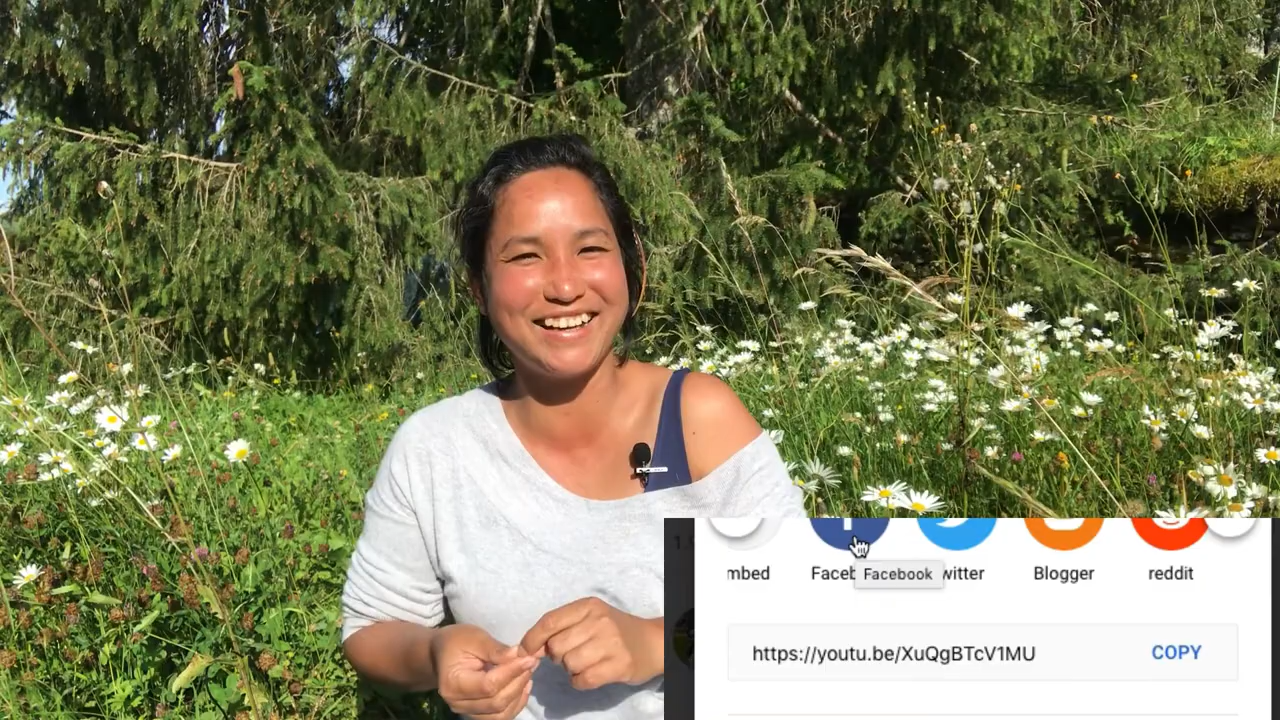 mbed
Faceb
Facebook
witter
Blogger
reddit
https://youtu.be/XuQgBTcV1MU
COPY